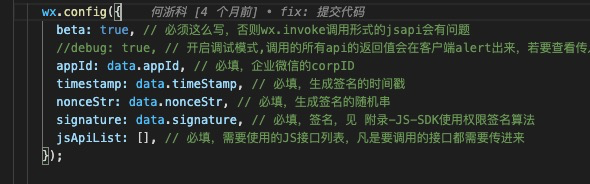 wx.config({ 何浙科 [4 个月前] • fix: 提交代码
beta: true, // 必须这么写，否则wx.invoke调用形式的jsapi会有问题
//debug: true, // 开启调试模式,调用的所有api的返回值会在客户端alert出来，若要查看传
appId: data.appId, // 必填，企业微信的corpID
timestamp: data.timeStamp, // 必填，生成签名的时间戳
nonceStr: data.nonceStr, // 必填，生成签名的随机串
signature: data.signature, // 必填，签名，见 附录-JS-SDK使用权限签名算法
jsApiList: [], // 必填，需要使用的JS接口列表，凡是要调用的接口都需要传进来
});